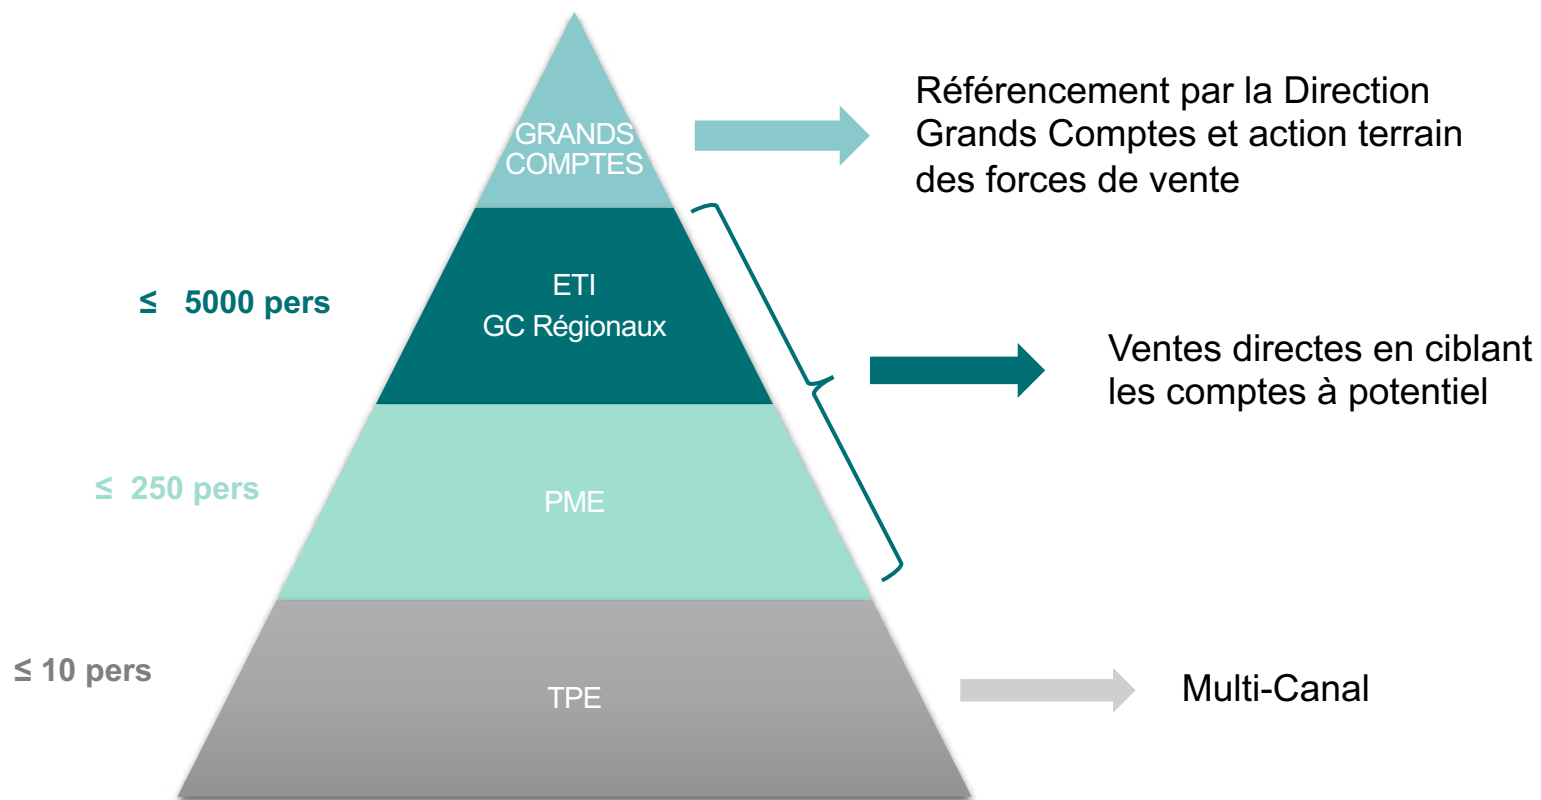 GRANDS
COMPTES
Référencement par la Direction
Grands Comptes et action terrain
des forces de vente
≤ 5000 pers
ETI
GC Régionaux
Ventes directes en ciblant
les comptes à potentiel
≤ 250 pers
PME
≤ 10 pers
TPE
Multi-Canal